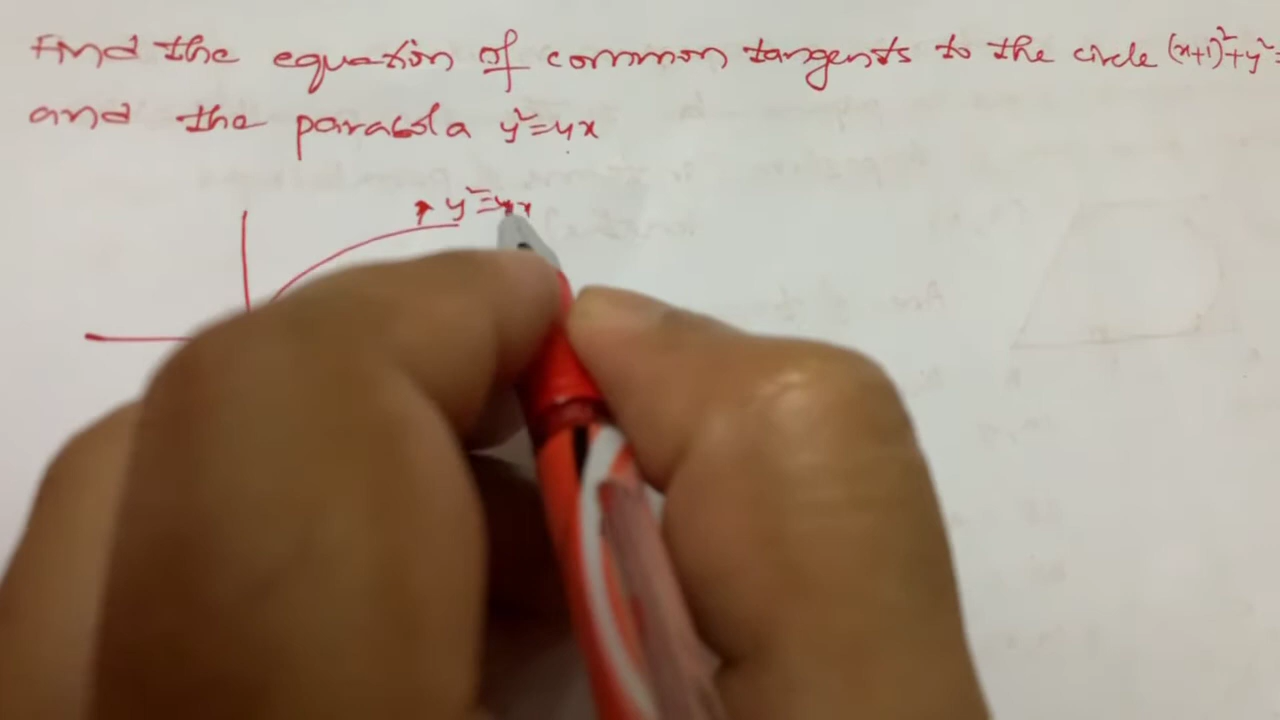 Find the equation of common tangents to the circle (x+1)²+y²=
and the parabola y²=4x
y²=4x